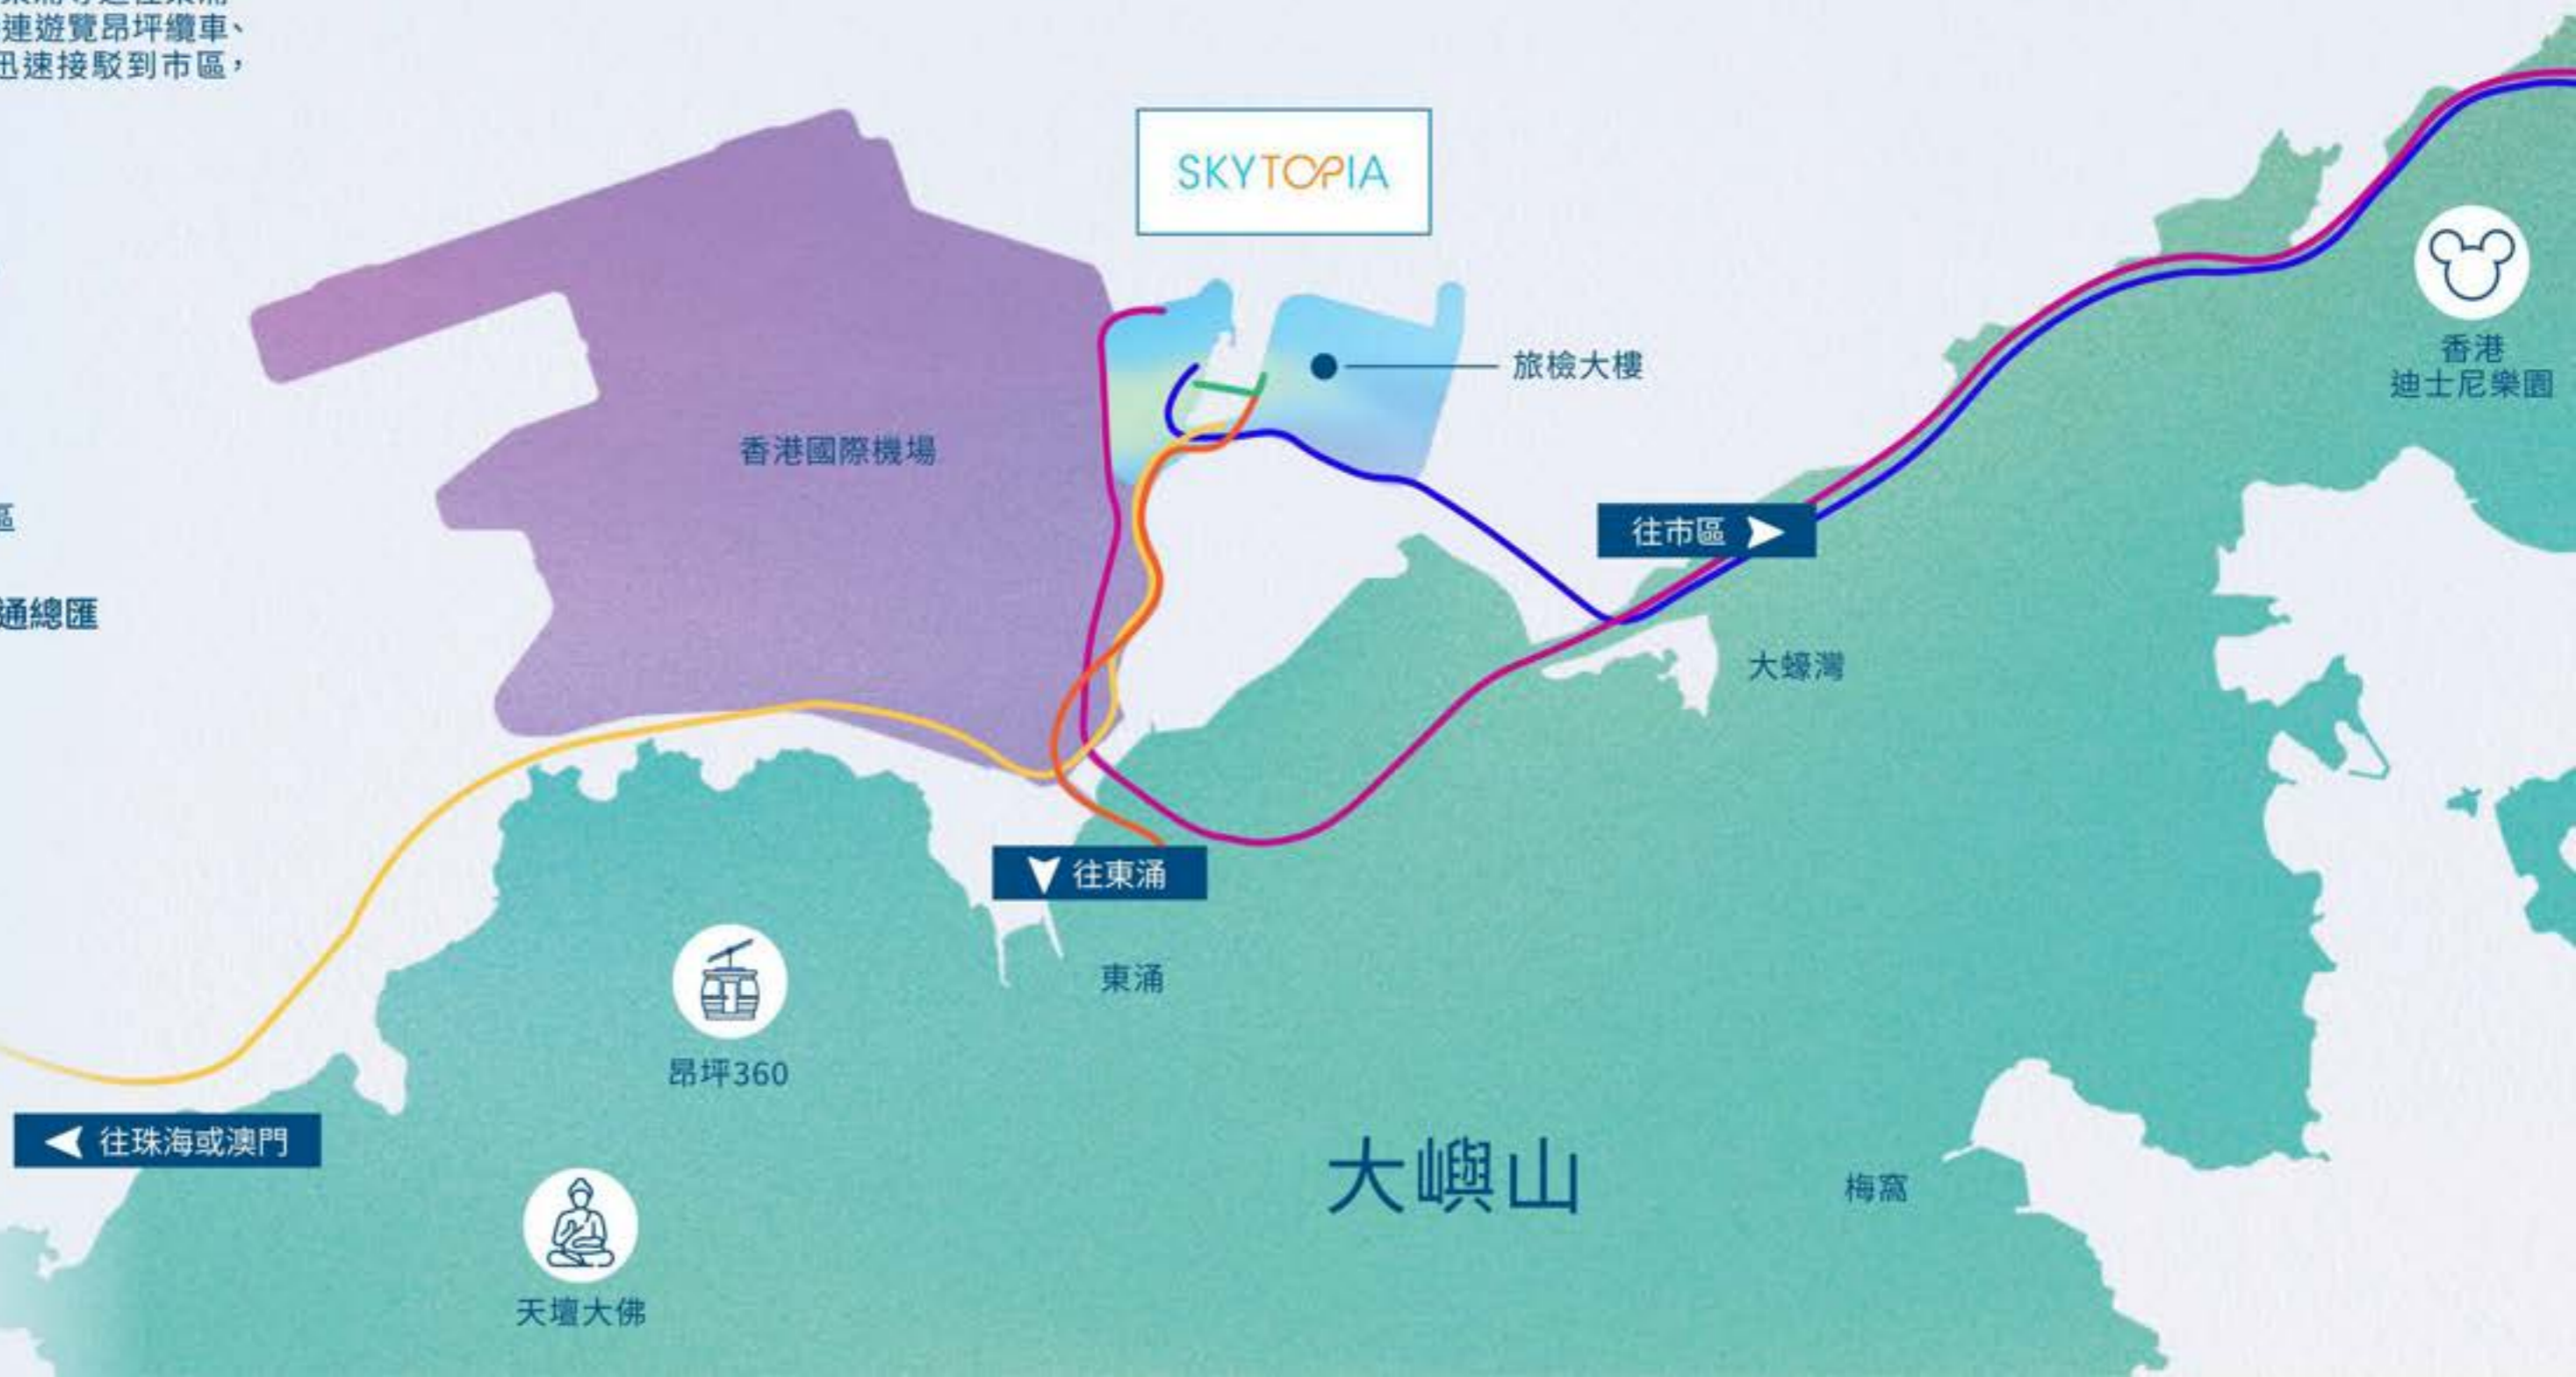 連遊覽昂坪纜車、
迅速接駁到市區，
區
通總匯
SKYTOPIA
旅檢大樓
香港國際機場
香港
迪士尼樂園
往市區
大蠔灣
往東涌
東涌
昂坪360
往珠海或澳門
大嶼山
梅窩
天壇大佛